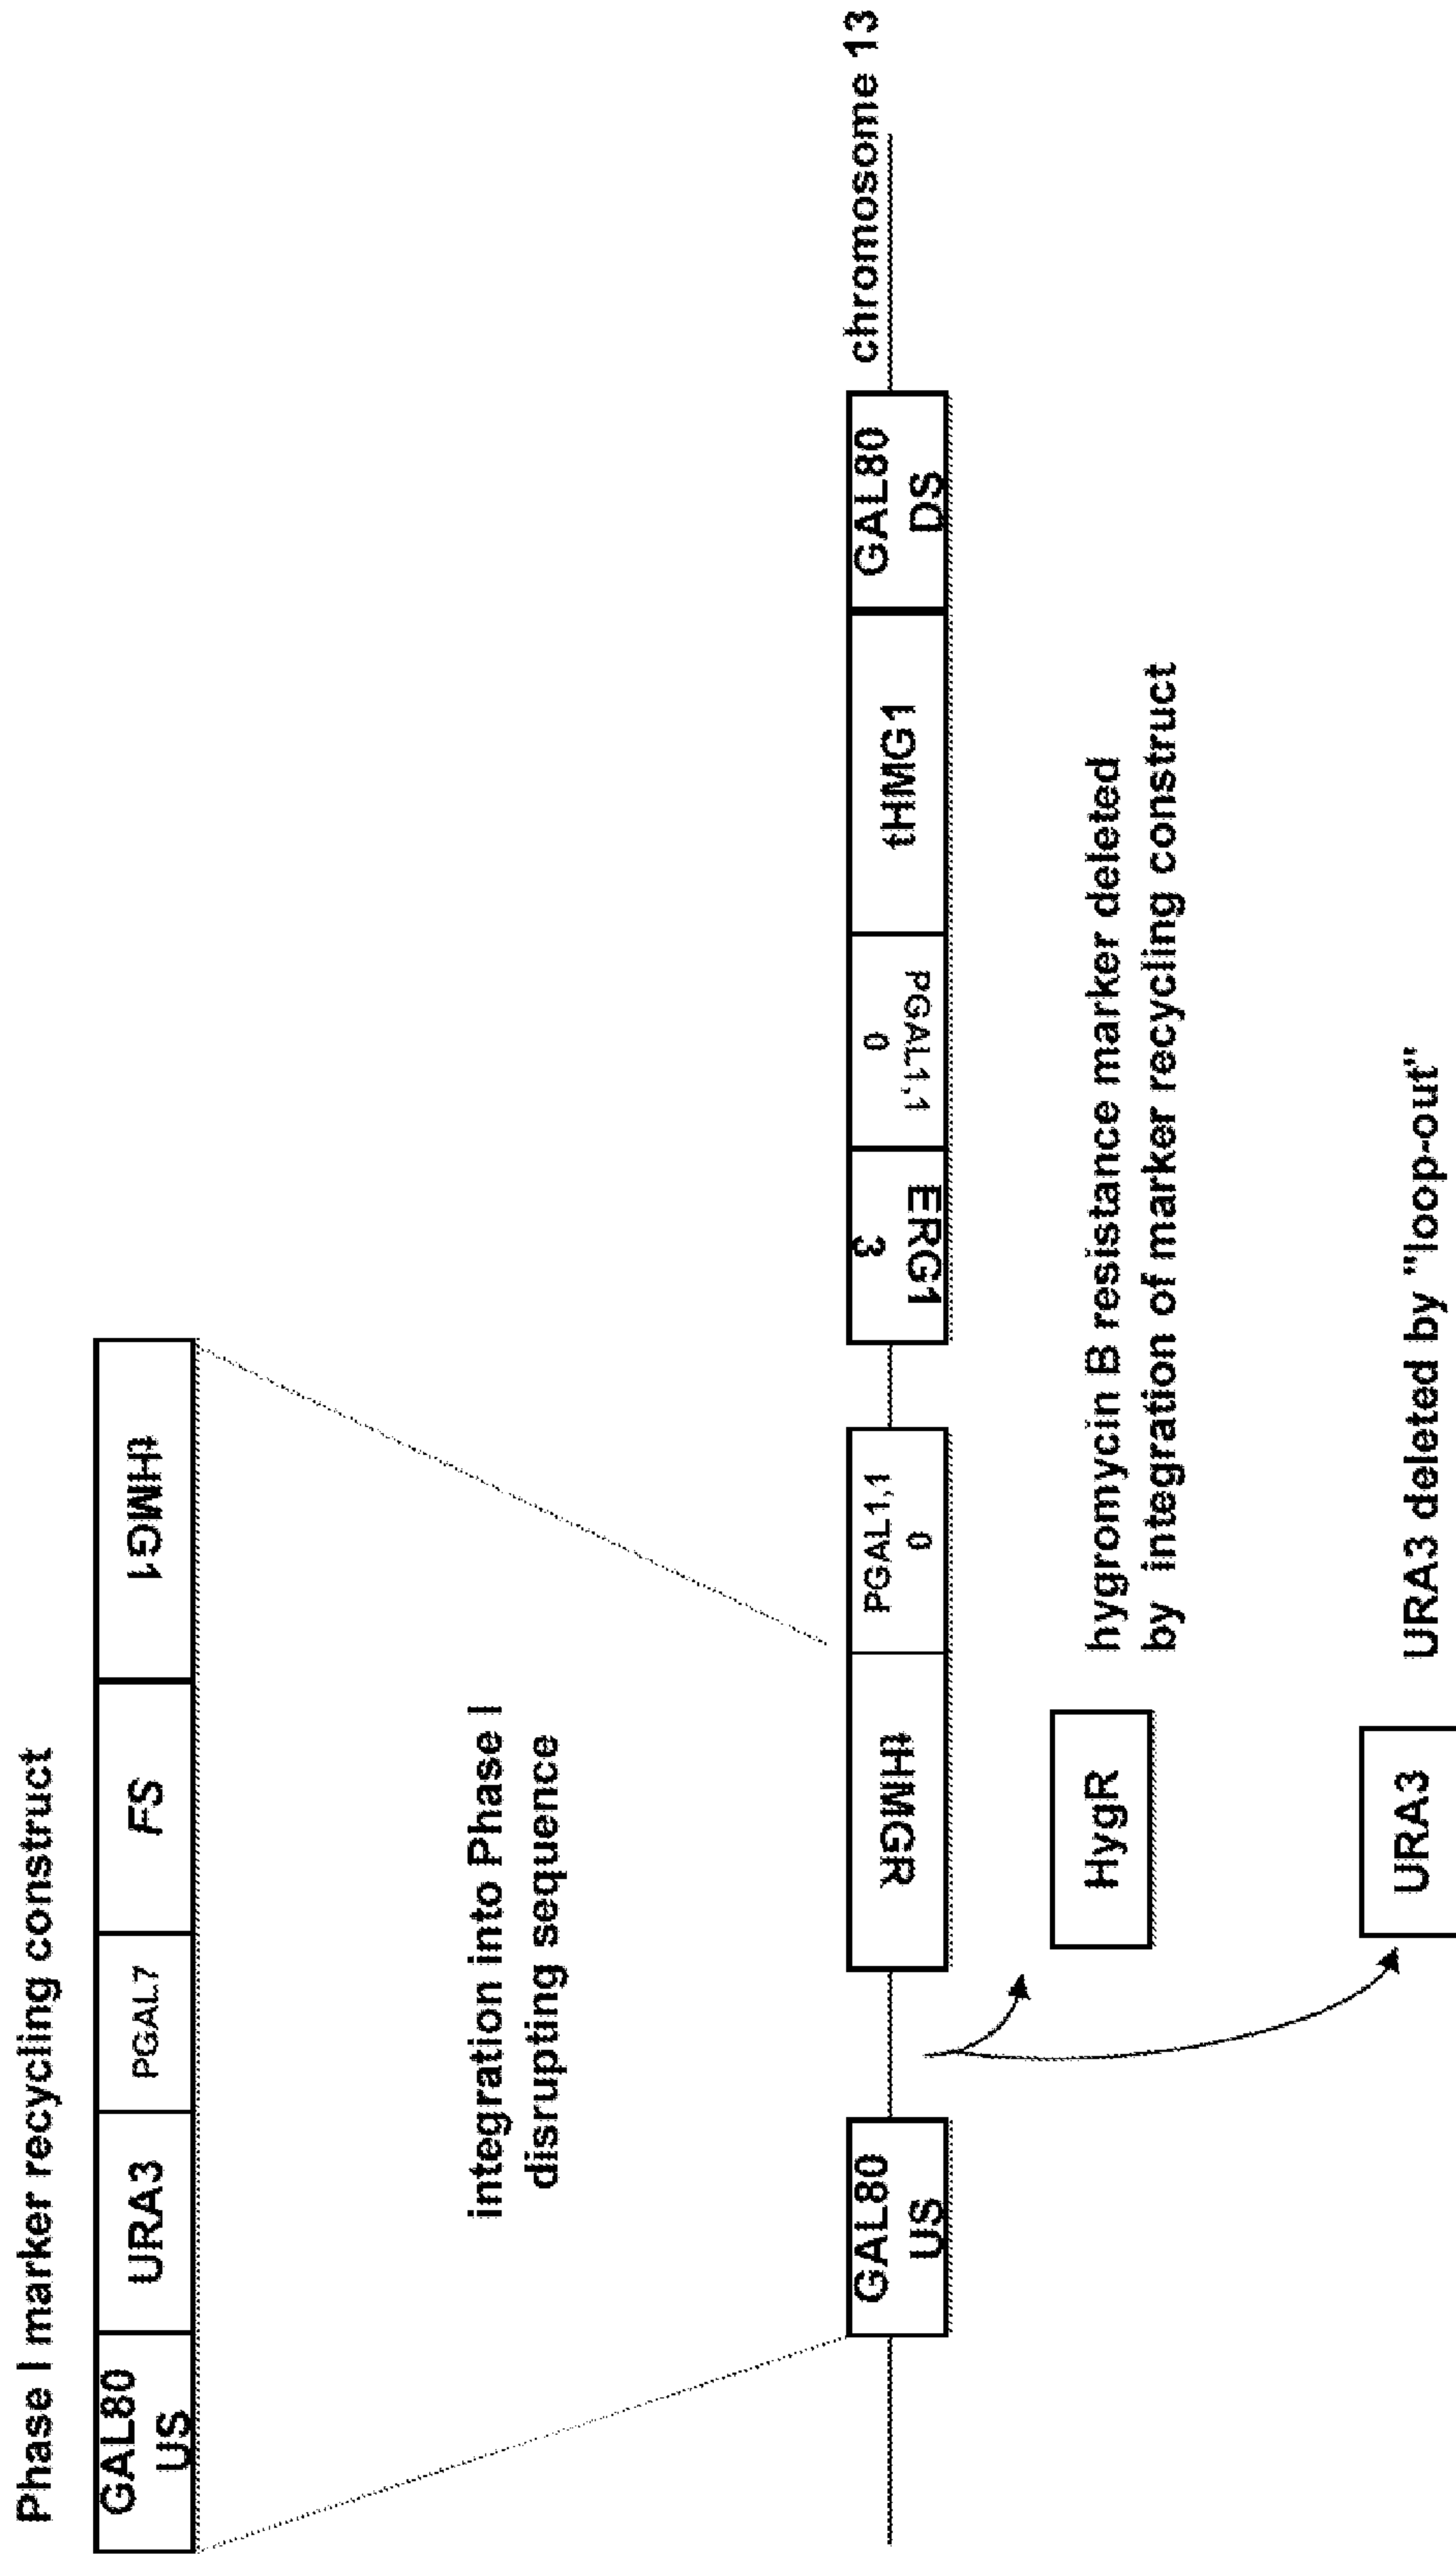 Phase I marker recycling construct
GAL80
US
URA3
PGAL7
FS
tHMG1
integration into Phase I
disrupting sequence
chromosome 13
GAL80
US
tHMGR
PGAL1,1
0
ERG1
3
PGAL1,1
0
tHMG1
GAL80
DS
HygR
hygromycin B resistance marker deleted
by integration of marker recycling construct
URA3
URA3 deleted by "loop-out"